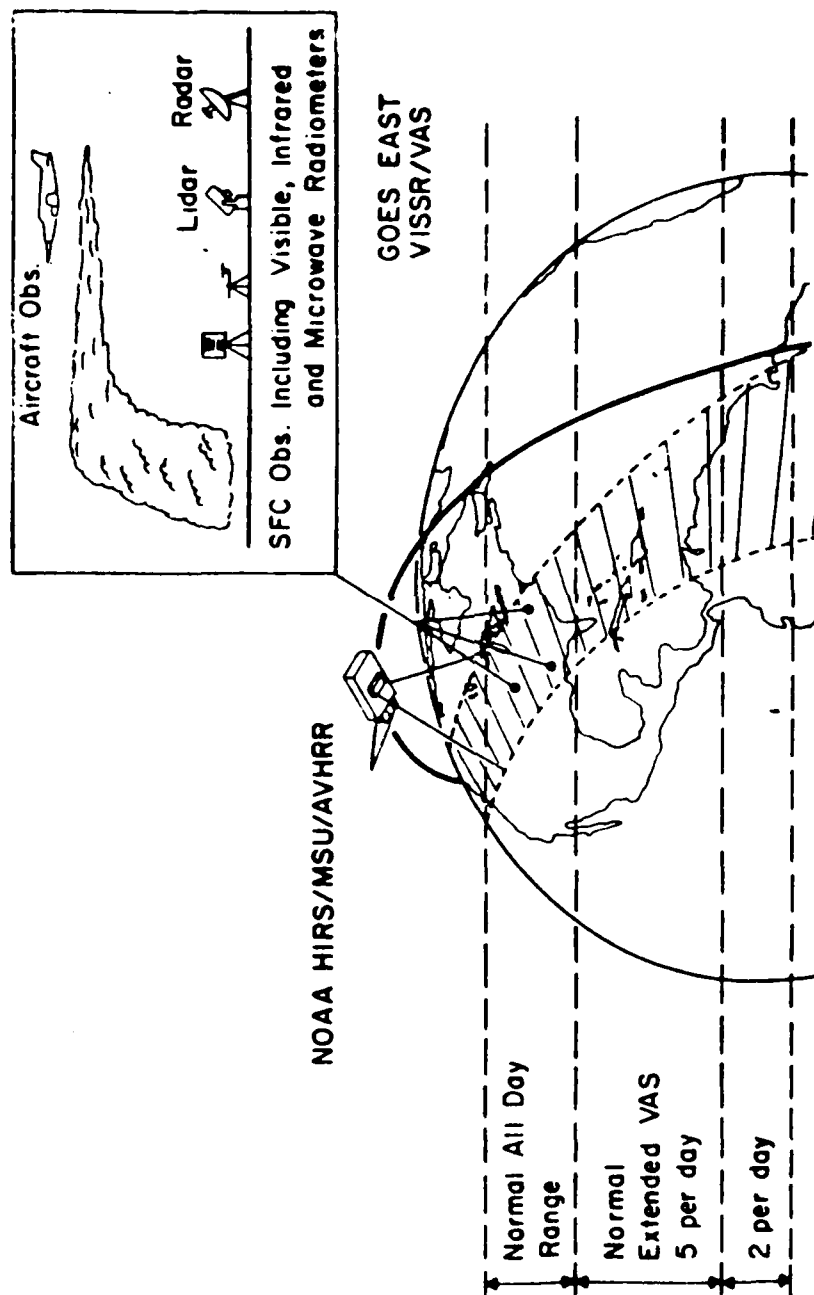 Aircraft Obs.
Lidar Radar
SFC Obs. Including Visible, Infrared
and Microwave Radiometers
NOAA HIRS/MSU/AVHRR
GOES EAST
VISSR/VAS
Normal All Day
Range
Normal
Extended VAS
5 per day
2 per day